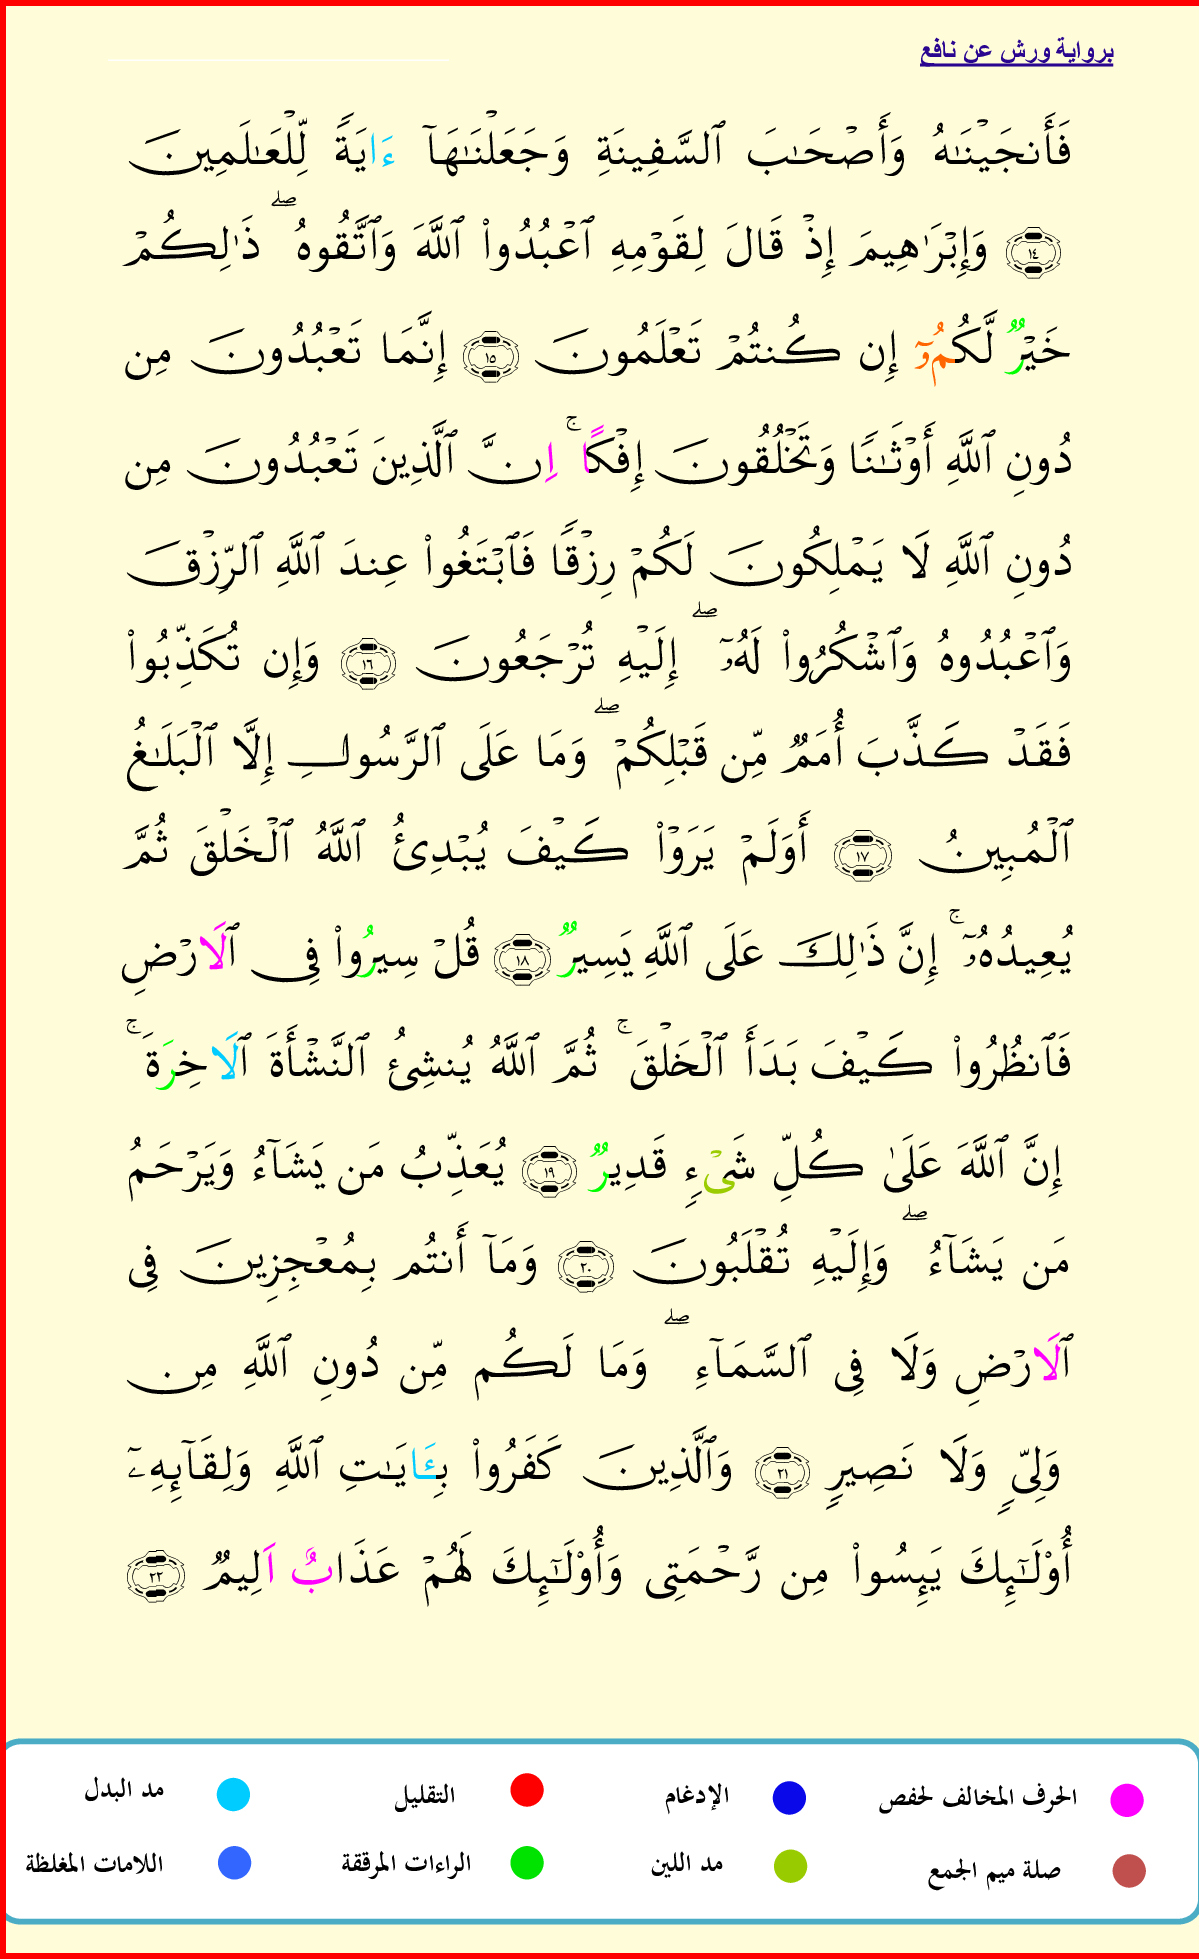 برواية ورش عن نافع
فَأَنجَيْنَـٰهُ وَأَصْحَـٰبَ ٱلسَّفِينَةِ وَجَعَلْنَـٰهَآ ءَايَةً لِّلْعَـٰلَمِينَ
١٤ وَإِبْرَٰهِيمَ إِذْ قَالَ لِقَوْمِهِ ٱعْبُدُوا۟ ٱللَّهَ وَٱتَّقُوهُ ۖ ذَٰلِكُمْ
خَيْرٌ لَّكُمُۥٓ إِن كُنتُمْ تَعْلَمُونَ ١٥ إِنَّمَا تَعْبُدُونَ مِن
دُونِ ٱللَّهِ أَوْثَـٰنًا وَتَخْلُقُونَ إِفْكًا ۚ اِنَّ ٱلَّذِينَ تَعْبُدُونَ مِن
دُونِ ٱللَّهِ لَا يَمْلِكُونَ لَكُمْ رِزْقًا فَٱبْتَغُوا۟ عِندَ ٱللَّهِ ٱلرِّزْقَ
وَٱعْبُدُوهُ وَٱشْكُرُوا۟ لَهُۥٓ ۖ إِلَيْهِ تُرْجَعُونَ ١٦ وَإِن تُكَذِّبُوا۟
فَقَدْ كَذَّبَ أُمَمٌ مِّن قَبْلِكُمْ ۖ وَمَا عَلَى ٱلرَّسُولِ إِلَّا ٱلْبَلَـٰغُ
ٱلْمُبِينُ ١٧ أَوَلَمْ يَرَوْا۟ كَيْفَ يُبْدِئُ ٱللَّهُ ٱلْخَلْقَ ثُمَّ
يُعِيدُهُۥٓ ۚ إِنَّ ذَٰلِكَ عَلَى ٱللَّهِ يَسِيرٌ ١٨ قُلْ سِيرُوا۟ فِى ٱلَارْضِ
فَٱنظُرُوا۟ كَيْفَ بَدَأَ ٱلْخَلْقَ ۚ ثُمَّ ٱللَّهُ يُنشِئُ ٱلنَّشْأَةَ ٱلَاخِرَةَ ۚ
إِنَّ ٱللَّهَ عَلَىٰ كُلِّ شَىْءٍ قَدِيرٌ ١٩ يُعَذِّبُ مَن يَشَآءُ وَيَرْحَمُ
مَن يَشَآءُ ۖ وَإِلَيْهِ تُقْلَبُونَ ٢٠ وَمَآ أَنتُم بِمُعْجِزِينَ فِى
ٱلَارْضِ وَلَا فِى ٱلسَّمَآءِ ۖ وَمَا لَكُم مِّن دُونِ ٱللَّهِ مِن
وَلِىٍّ وَلَا نَصِيرٍ ٢١ وَٱلَّذِينَ كَفَرُوا۟ بِـَٔايَـٰتِ ٱللَّهِ وَلِقَآئِهِۦٓ
أُو۟لَـٰٓئِكَ يَئِسُوا۟ مِن رَّحْمَتِى وَأُو۟لَـٰٓئِكَ لَهُمْ عَذَابٌ اَلِيمٌ ٢٢
الحرف المخالف لحفص الإدغام التقليل مد البدل
صلة ميم الجمع مد اللين الراءات المرققة اللامات المغلظة